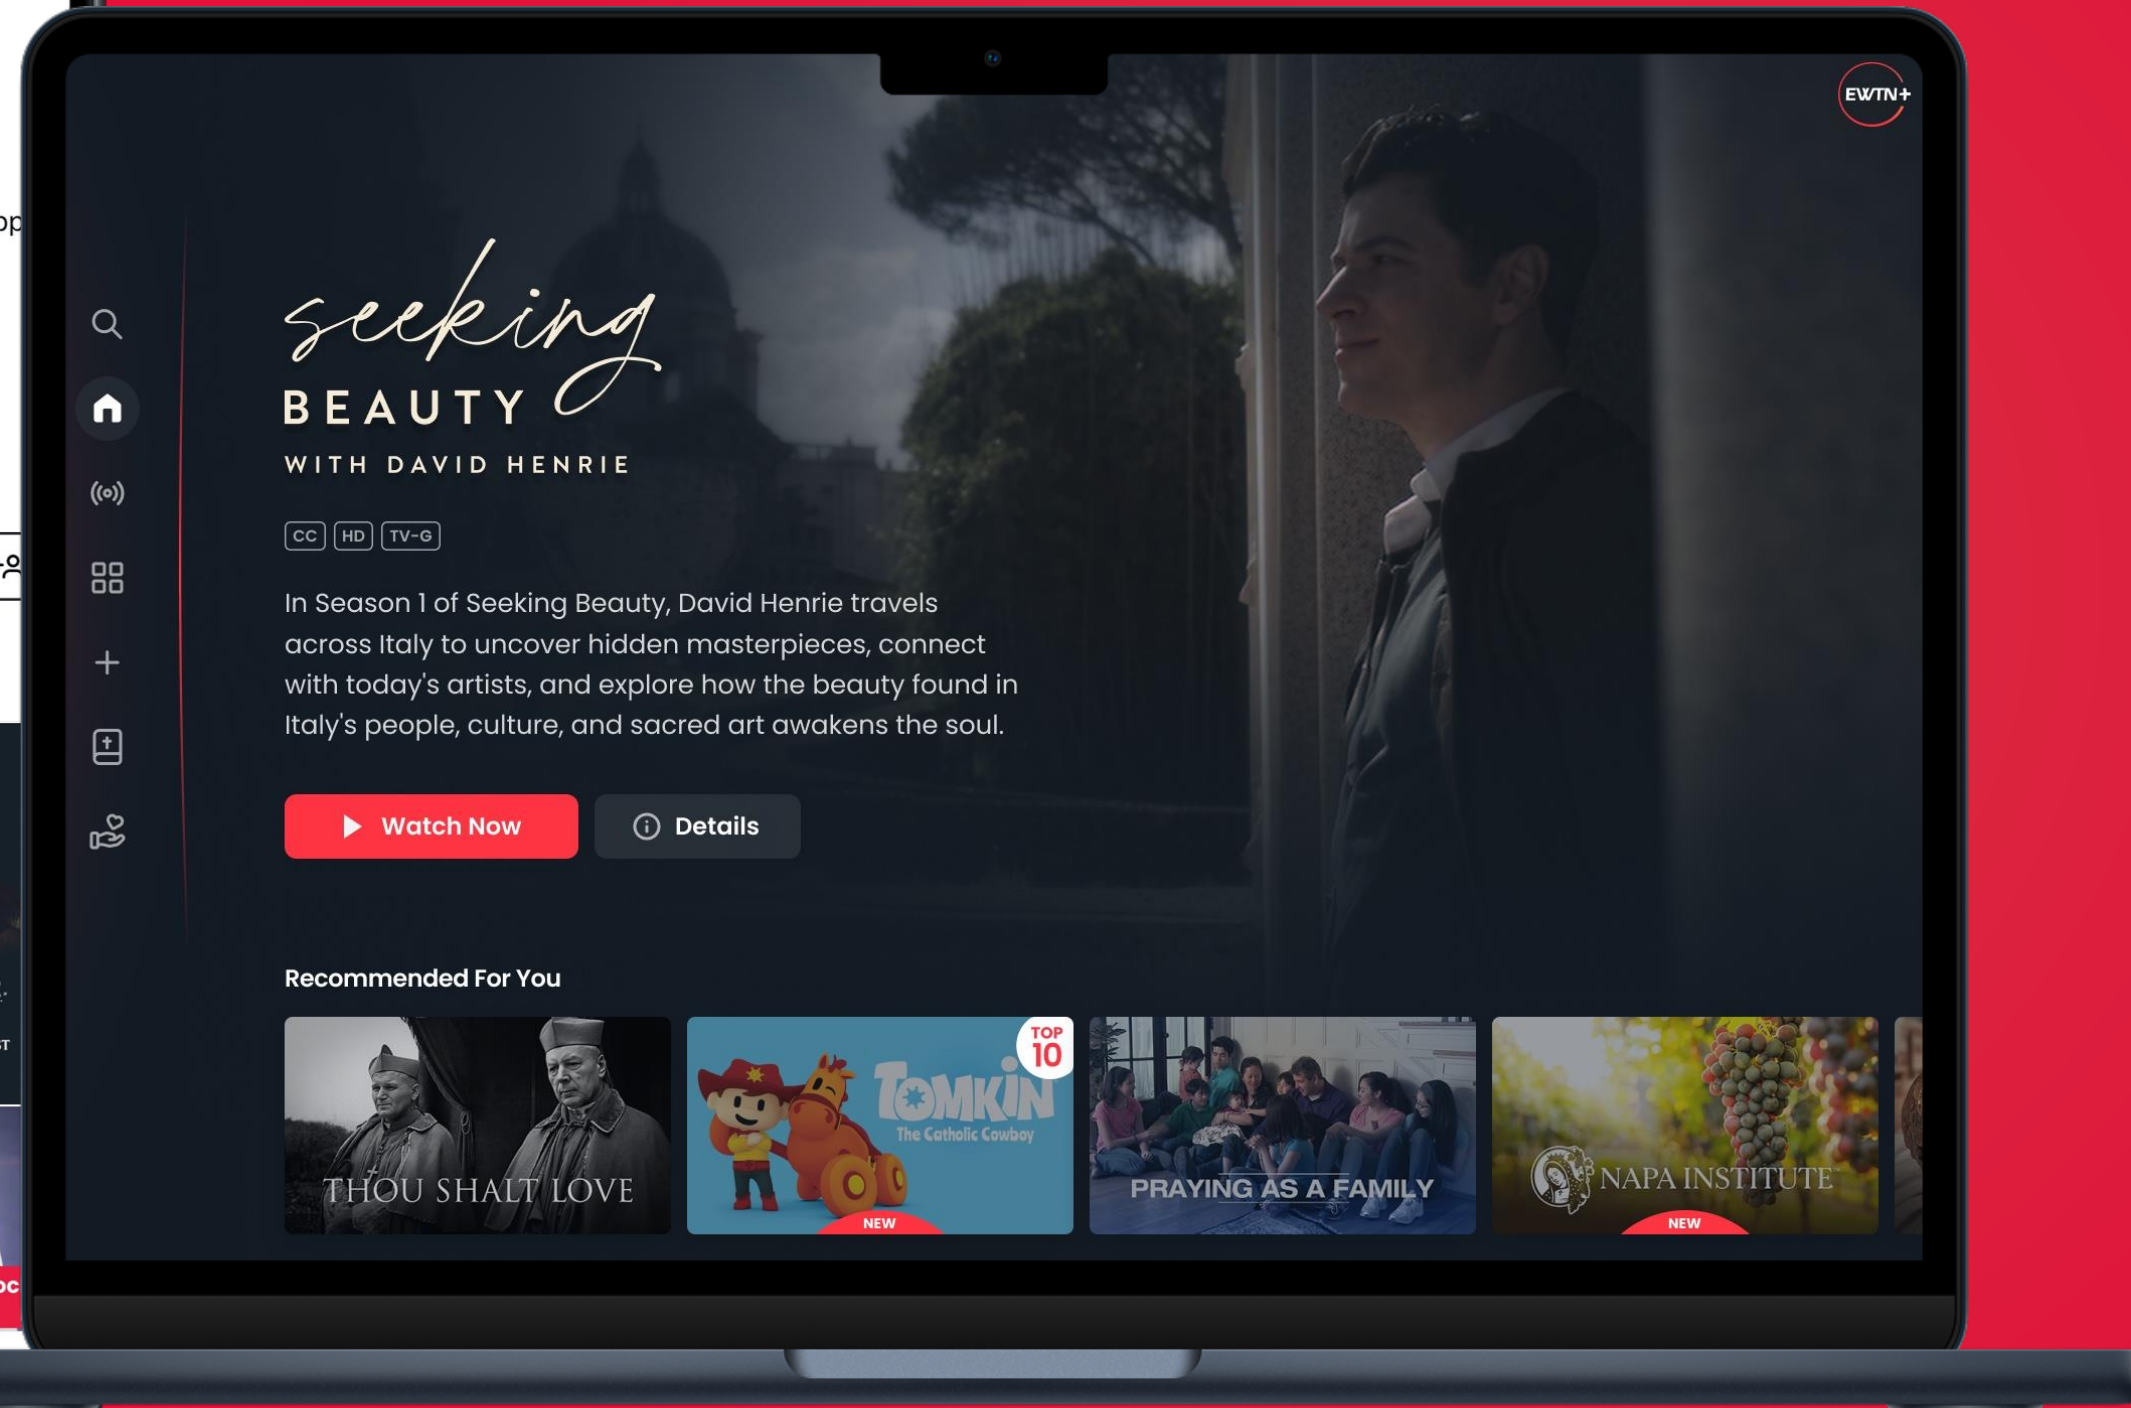 EWTN+
seeking
BEAUTY
WITH DAVID HENRIE
CC HD TV-G
In Season 1 of Seeking Beauty, David Henrie travels
across Italy to uncover hidden masterpieces, connect
with today's artists, and explore how the beauty found in
Italy's people, culture, and sacred art awakens the soul.
Watch Now
Details
Recommended For You
THOU SHALT LOVE
TOP
10
TOMKIN
The Catholic Cowboy
NEW
PRAYING AS A FAMILY
NAPA INSTITUTE
NEW